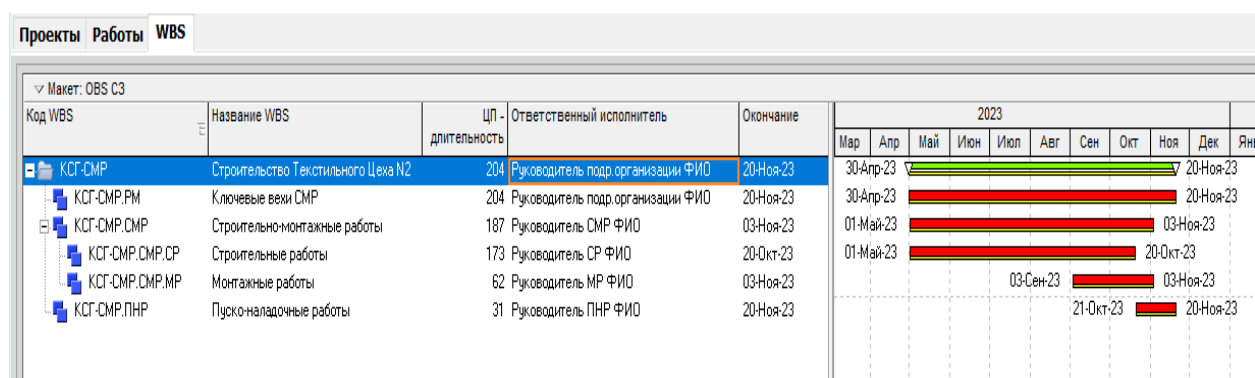 Проекты Работы WBS
Макет: OBS СЗ
Код WBS Название WBS ЦП - длительность Ответственный исполнитель Окончание 2023
Мар Апр Май Июн Июл Авг Сен Окт Ноя Дек Янв
КСГ-СМР Строительство Текстильного Цеха N2 204 Руководитель подр.организации ФИО 20-Ноя-23 30-Апр-23 20-Ноя-23
КСГ-СМР.РМ Ключевые вехи СМР 204 Руководитель подр.организации ФИО 20-Ноя-23 30-Апр-23 20-Ноя-23
КСГ-СМР.СМР Строительно-монтажные работы 187 Руководитель СМР ФИО 03-Ноя-23 01-Май-23 03-Ноя-23
КСГ-СМР.СМР.СР Строительные работы 173 Руководитель СР ФИО 20-Окт-23 01-Май-23 20-Окт-23
КСГ-СМР.СМР.МР Монтажные работы 62 Руководитель МР ФИО 03-Ноя-23 03-Сен-23 03-Ноя-23
КСГ-СМР.ПНР Пуско-наладочные работы 31 Руководитель ПНР ФИО 20-Ноя-23 21-Окт-23 20-Ноя-23